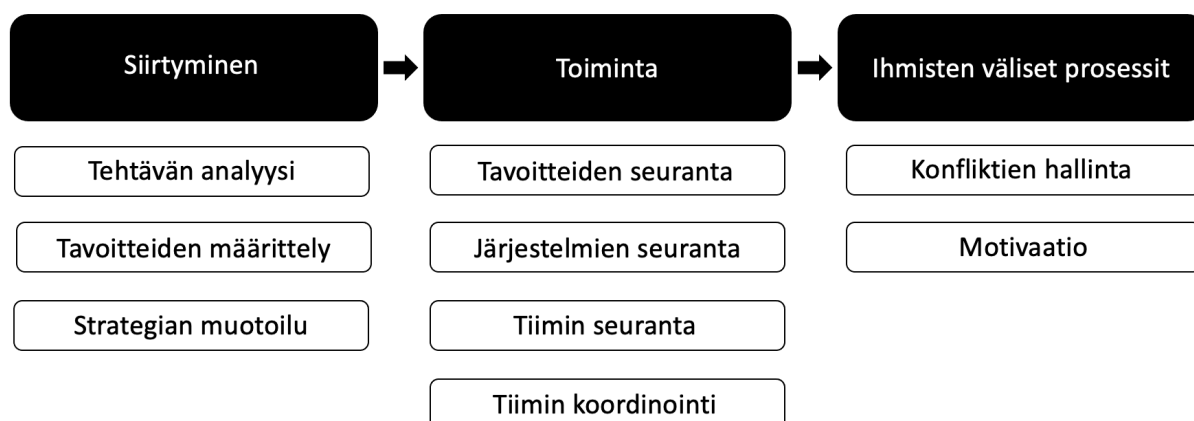 Siirtyminen
Toiminta
Ihmisten väliset prosessit
Tehtävän analyysi
Tavoitteiden seuranta
Konfliktien hallinta
Tavoitteiden määrittely
Järjestelmien seuranta
Motivaatio
Strategian muotoilu
Tiimin seuranta
Tiimin koordinointi